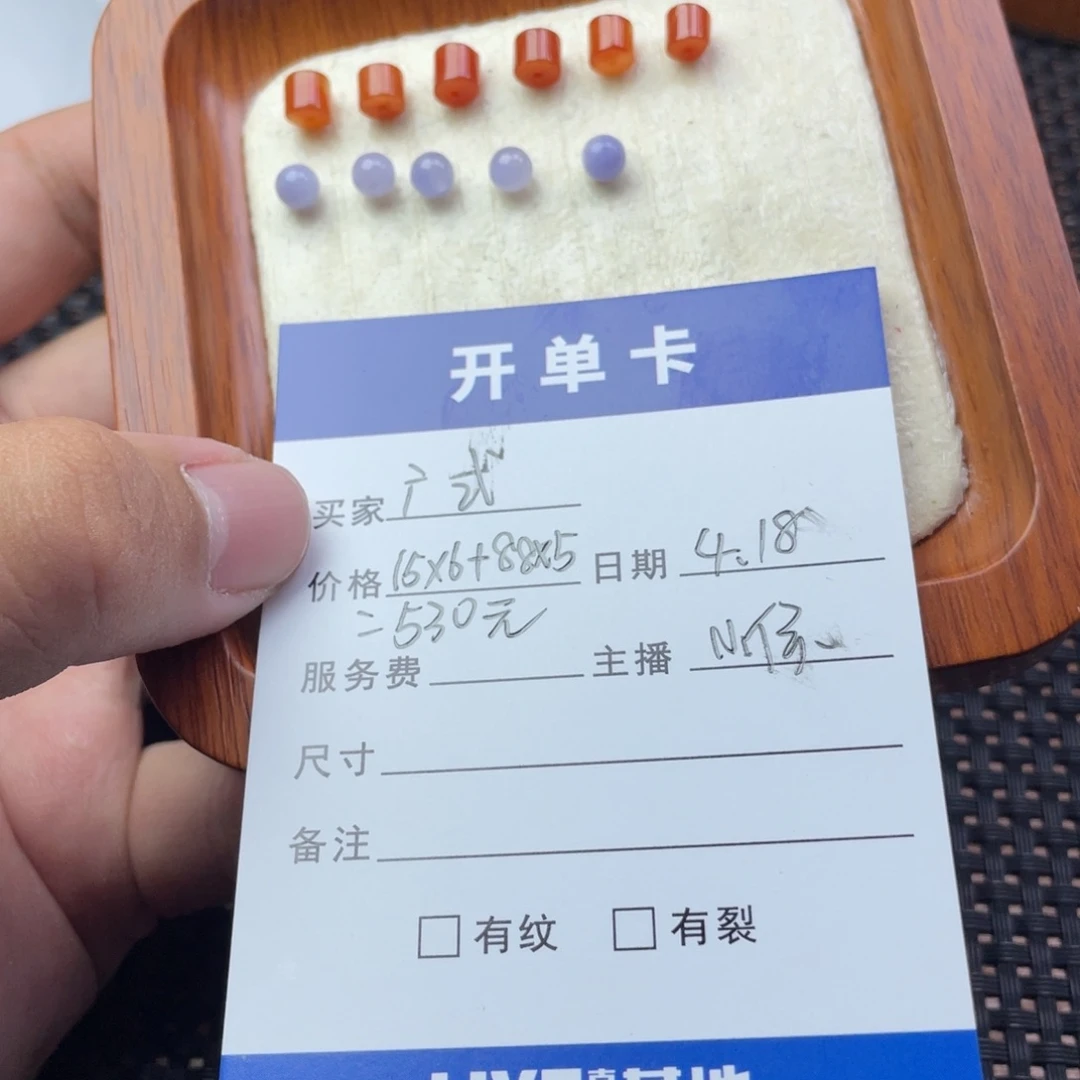 开单卡
买家 广式
价格 15x6+88x5 日期 4.18
=530元
服务费 主播
尺寸
备注
□ 有纹 □ 有裂